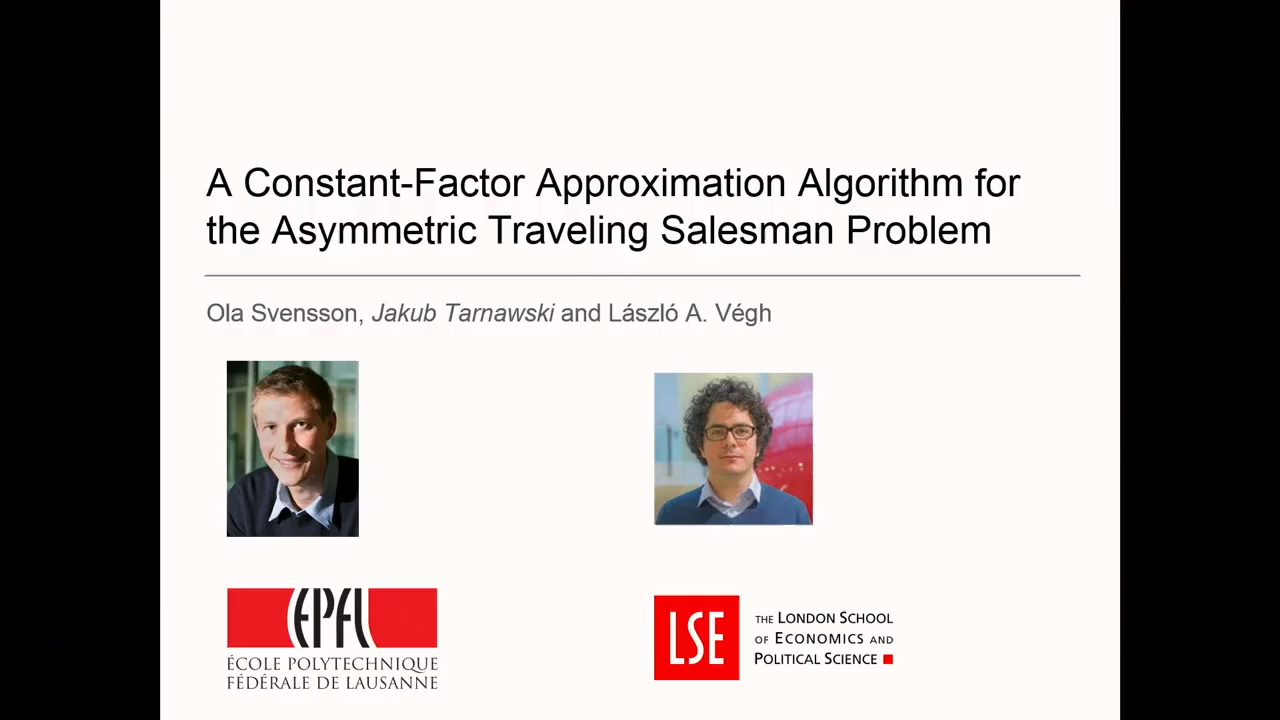 A Constant-Factor Approximation Algorithm for
the Asymmetric Traveling Salesman Problem
Ola Svensson, Jakub Tarnawski and László A. Végh
EPFL
ÉCOLE POLYTECHNIQUE
FÉDÉRALE DE LAUSANNE
LSE
THE LONDON SCHOOL
OF ECONOMICS AND
POLITICAL SCIENCE